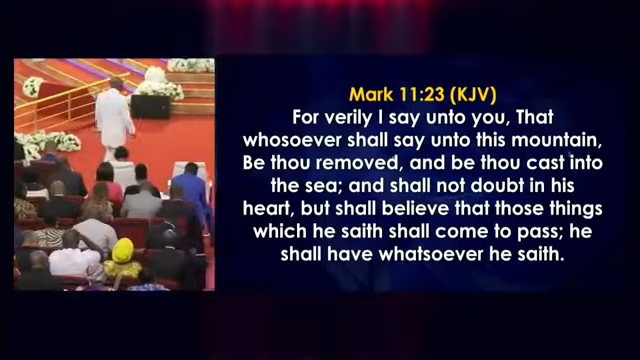 Mark 11:23 (KJV)
For verily I say unto you, That
whosoever shall say unto this mountain,
Be thou removed, and be thou cast into
the sea; and shall not doubt in his
heart, but shall believe that those things
which he saith shall come to pass; he
shall have whatsoever he saith.